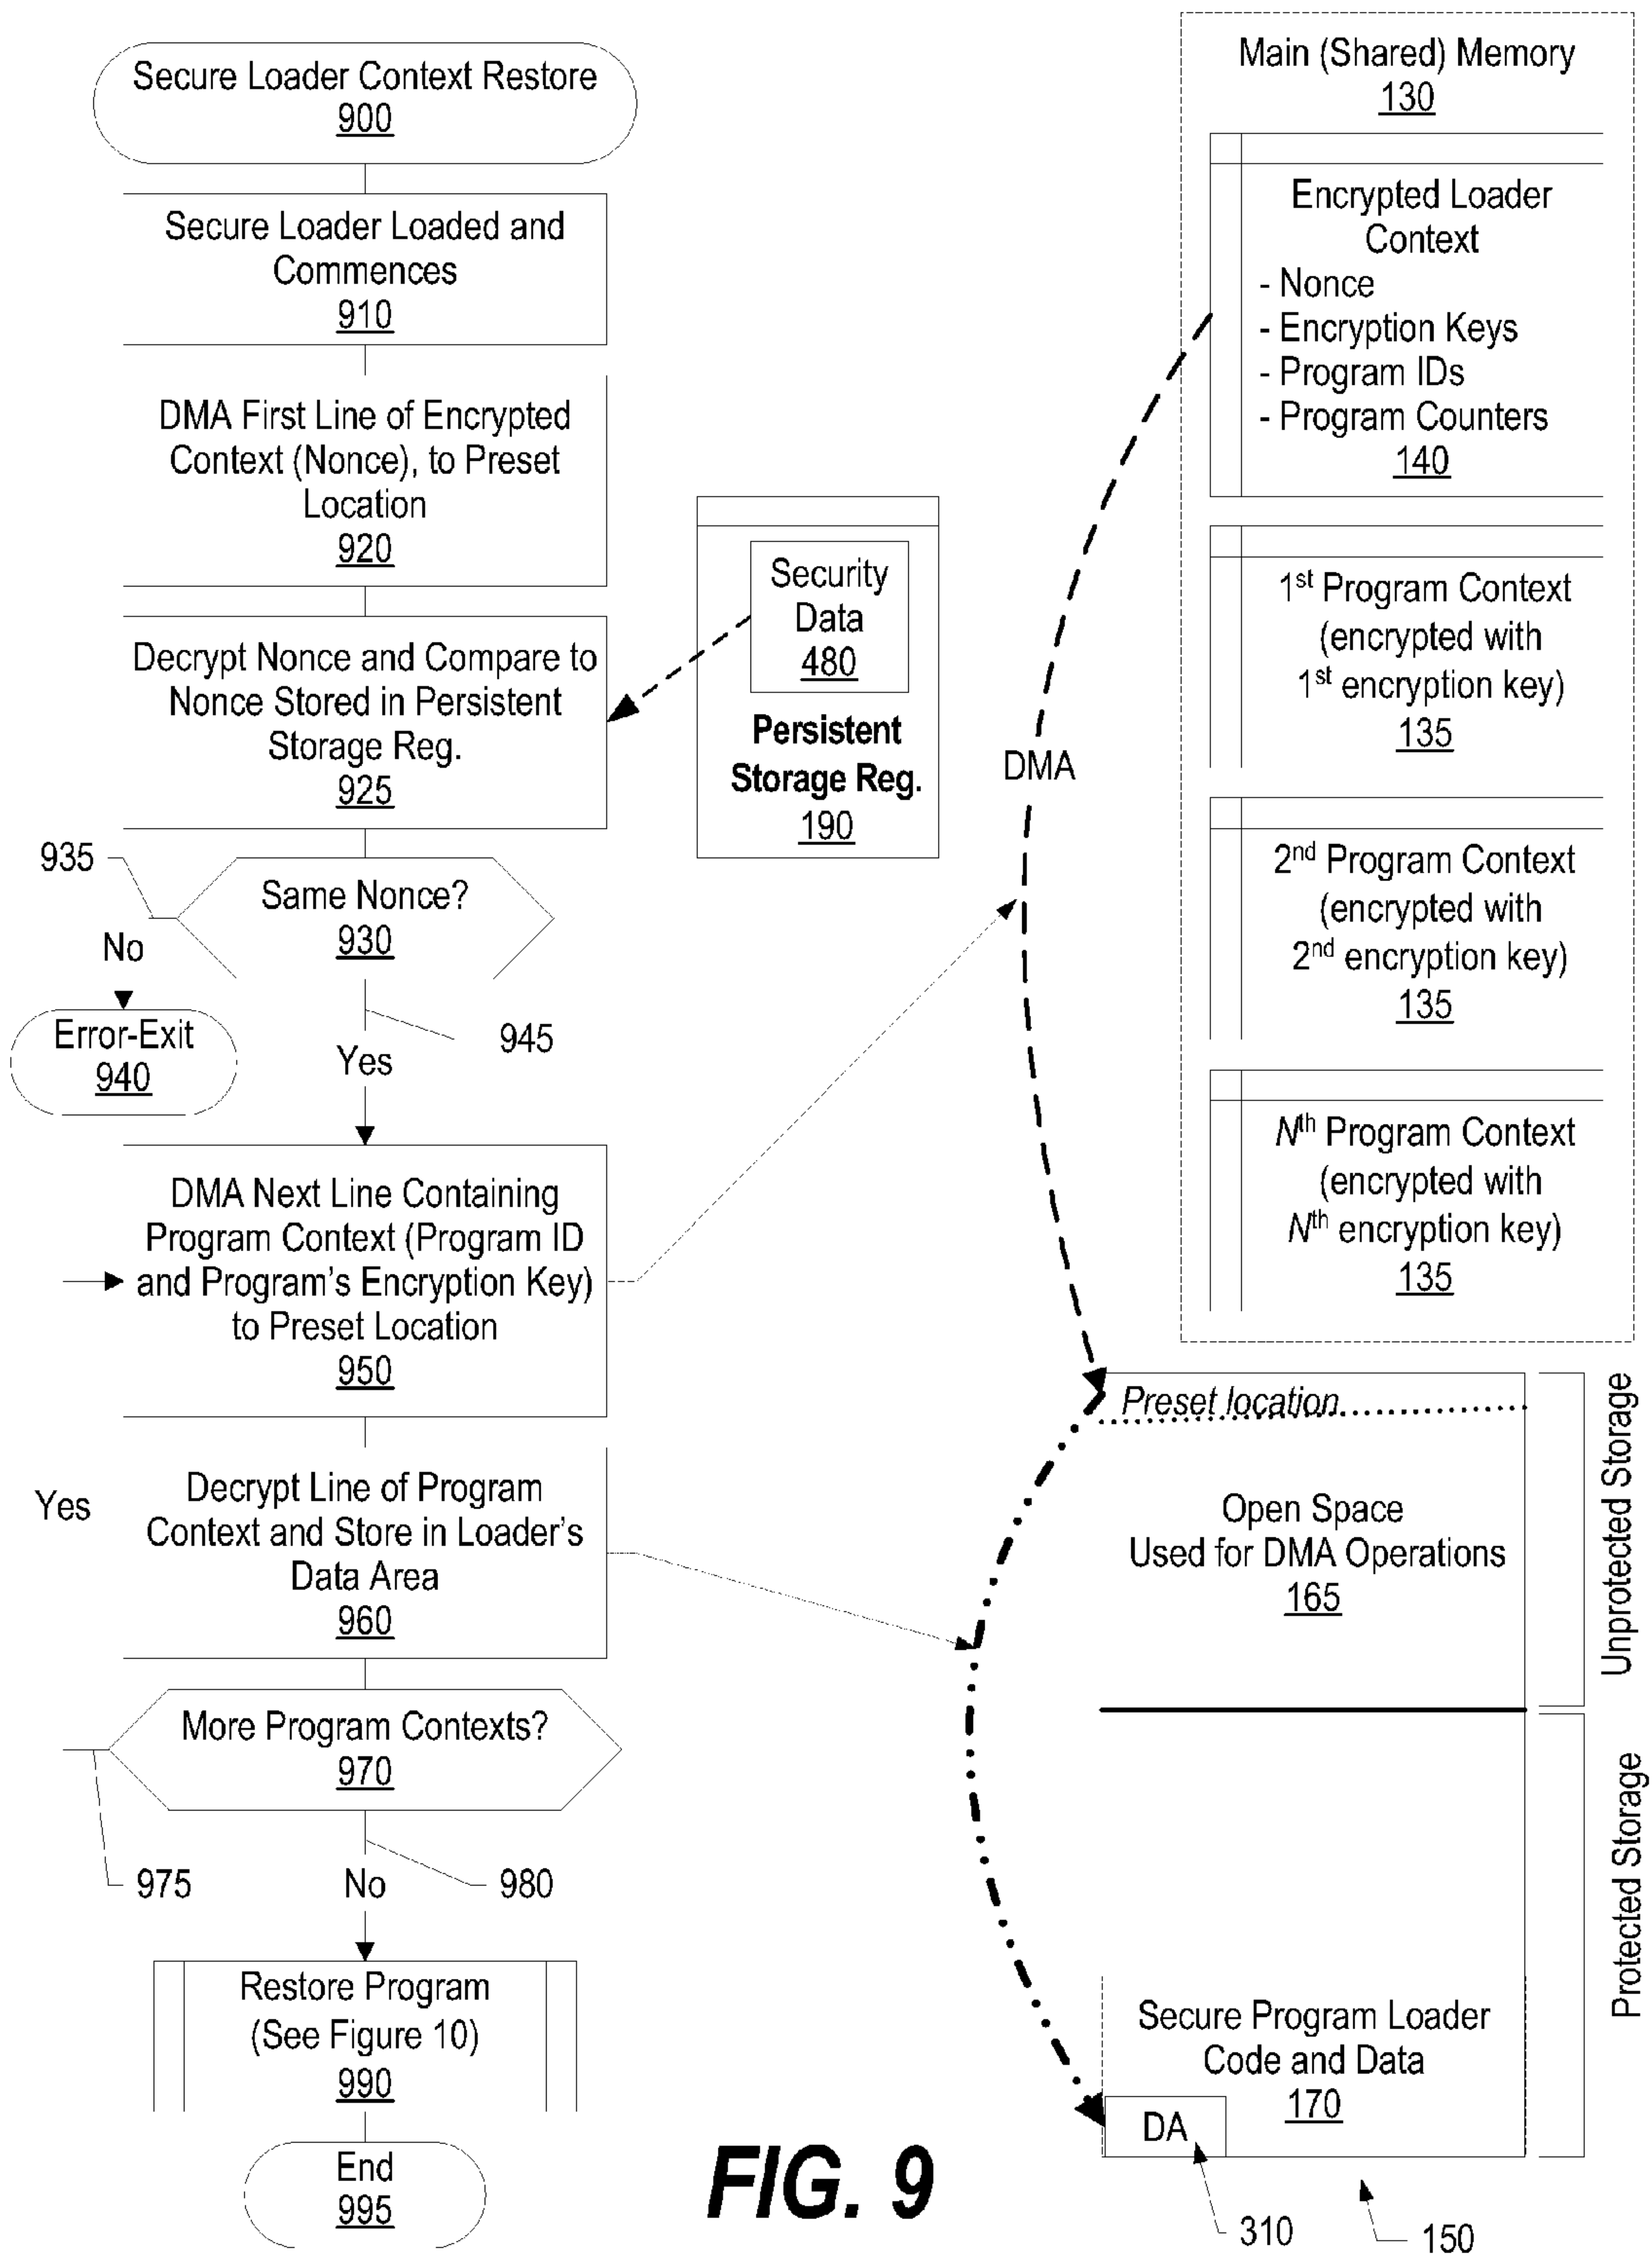 Secure Loader Context Restore
900
Secure Loader Loaded and
Commences
910
DMA First Line of Encrypted
Context (Nonce), to Preset
Location
920
Decrypt Nonce and Compare to
Nonce Stored in Persistent
Storage Reg.
925
Security
Data
480
Persistent
Storage Reg.
190
935
Same Nonce?
930
No
Error-Exit
940
945
Yes
DMA Next Line Containing
Program Context (Program ID
and Program's Encryption Key)
to Preset Location
950
Yes
Decrypt Line of Program
Context and Store in Loader's
Data Area
960
More Program Contexts?
970
975
No
980
Restore Program
(See Figure 10)
990
End
995
Main (Shared) Memory
130
Encrypted Loader
Context
- Nonce
- Encryption Keys
- Program IDs
- Program Counters
140
1st Program Context
(encrypted with
1st encryption key)
135
DMA
2nd Program Context
(encrypted with
2nd encryption key)
135
Nth Program Context
(encrypted with
Nth encryption key)
135
Preset location
Open Space
Used for DMA Operations
165
Unprotected Storage
Protected Storage
Secure Program Loader
Code and Data
170
DA
310
150
FIG. 9